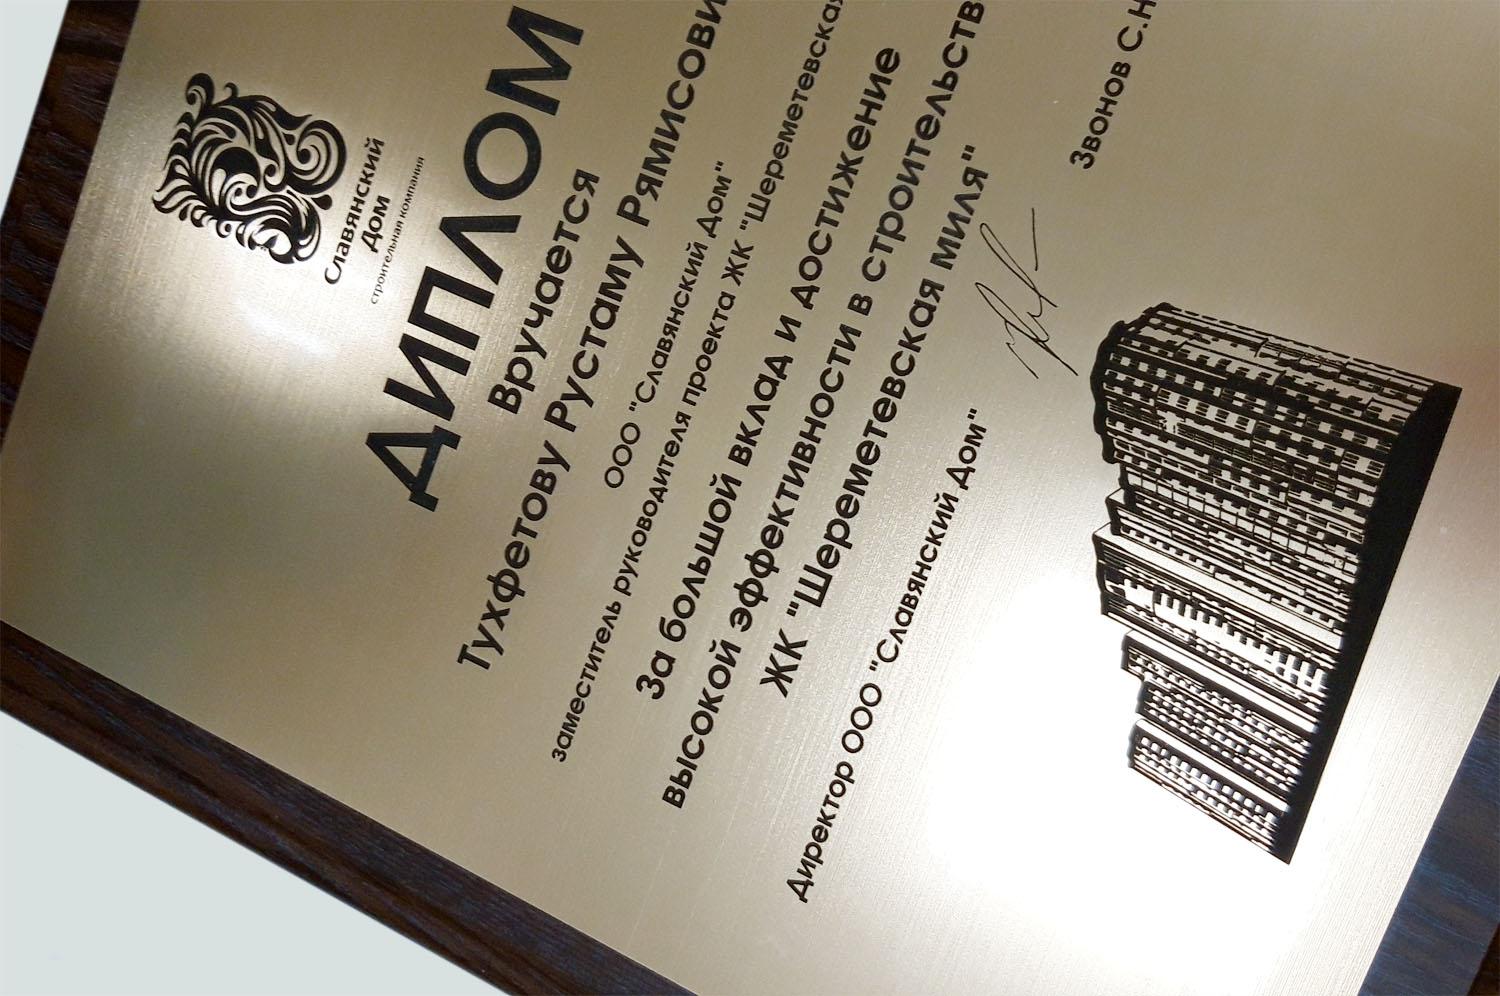 Славянский
Дом
строительная компания
ДИПЛОМ
Вручается
Тухфетову Рустаму Рямисови
ООО "Славянский Дом"
заместитель руководителя проекта ЖК "Шереметевская
За большой вклад и достижение
высокой эффективности в строительств
ЖК "Шереметевская миля"
Директор ООО "Славянский Дом"
Звонов С.Н